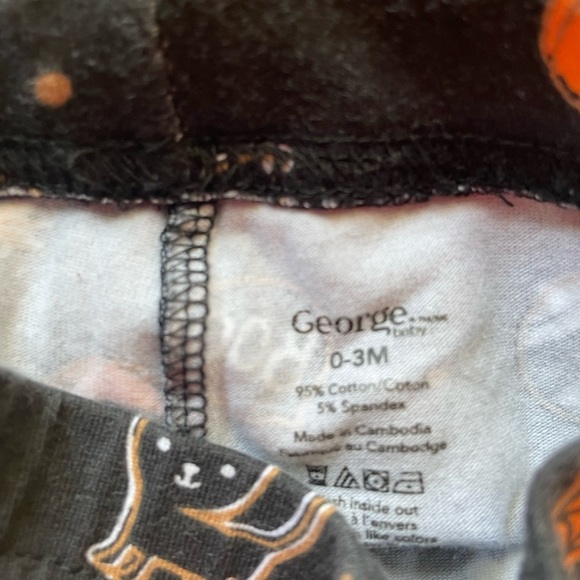 George
baby
0-3M
95% Cotton/Coton
5% Spandex
Made in Cambodia
au Cambodge
inside out
à l'envers
like colors